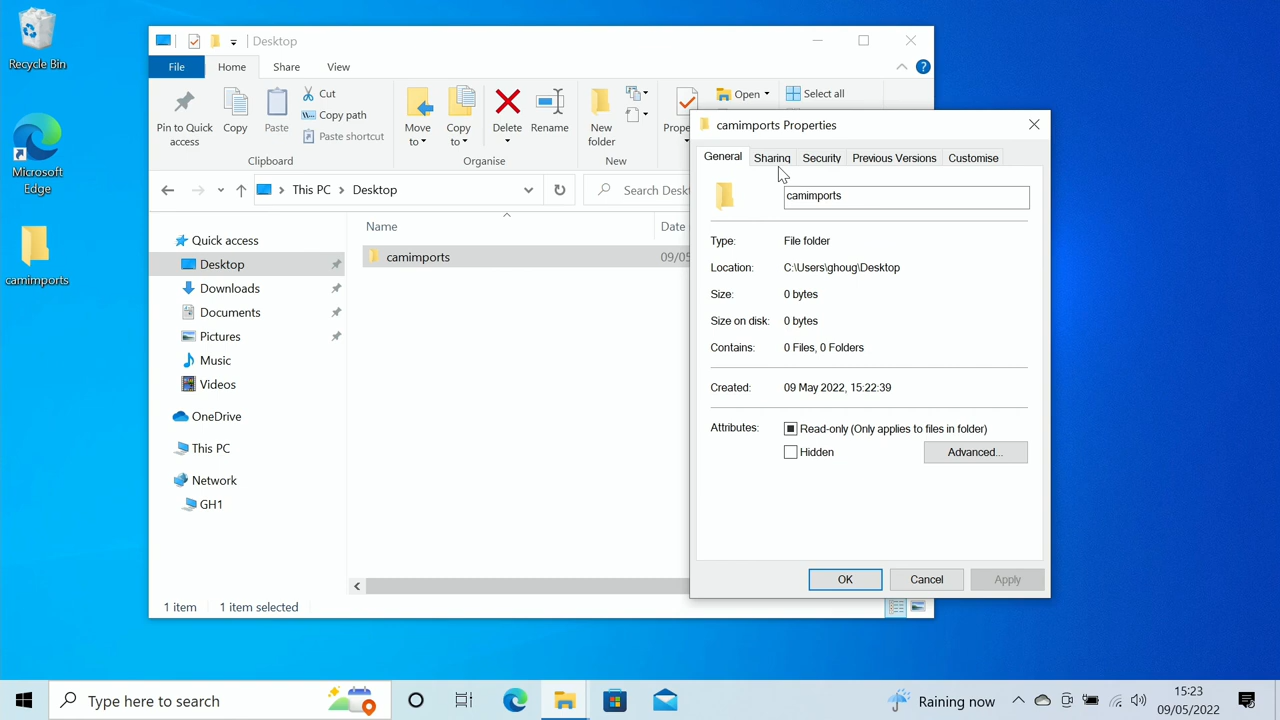 Recycle Bin
Microsoft
Edge
camimports
Desktop
File
Home
Share
View
Pin to Quick
access
Copy
Paste
Cut
Copy path
Paste shortcut
Clipboard
Move
to
Copy
to
Delete
Rename
Organise
New
folder
New
Open
Select all
This PC
Desktop
Search
Name
Date
camimports
09/05
Quick access
Desktop
Downloads
Documents
Pictures
Music
Videos
OneDrive
This PC
Network
GH1
1 item
1 item selected
camimports Properties
General
Sharing
Security
Previous Versions
Customise
camimports
Type:
File folder
Location:
C:\Users\ghoug\Desktop
Size:
0 bytes
Size on disk:
0 bytes
Contains:
0 Files, 0 Folders
Created:
09 May 2022, 15:22:39
Attributes:
Read-only (Only applies to files in folder)
Hidden
Advanced...
OK
Cancel
Apply
Type here to search
Raining now
15:23
09/05/2022